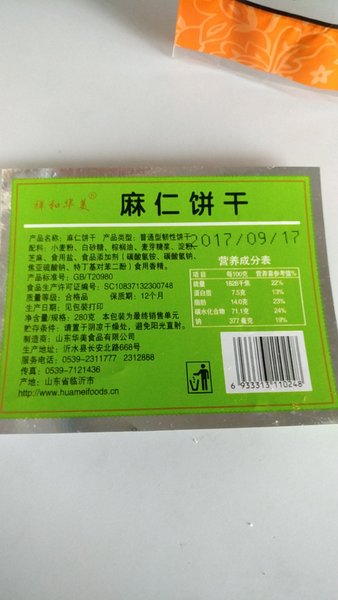 祥和华美®
麻仁饼干
产品名称：麻仁饼干 产品类型：普通型韧性饼干
配料：小麦粉、白砂糖、棕榈油、麦芽糖浆、淀粉、
芝麻、食用盐、食品添加剂（碳酸氢铵、碳酸氢钠、
焦亚硫酸钠、特丁基对苯二酚）食用香精。
产品标准号：GB/T20980
食品生产许可证编号：SC10837132300748
质量等级：合格品 保质期：12个月
生产日期：见包装打印
净含量：280克 本包装为最终销售单元
贮存条件：请置于阴凉干燥处，避免阳光直射。
制造商：山东华美食品有限公司
生产地址：沂水县长安北路668号
服务电话：0539-2311777 2312888
传真：0539-7121436
产地：山东省临沂市
http://www.huameifoods.cn
2017/09/17
营养成分表
项目 每100克 营养素参考值%
能量 1828千焦 22%
蛋白质 7.5克 13%
脂肪 14.0克 23%
碳水化合物 71.1克 24%
钠 377毫克 19%
6 933313 110248